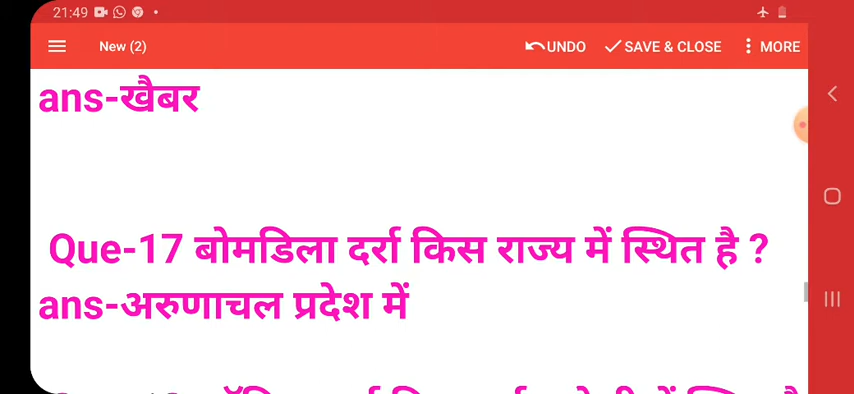 21:49
New (2) UNDO SAVE & CLOSE MORE
ans-खैबर
Que-17 बोमडिला दर्रा किस राज्य में स्थित है ?
ans-अरुणाचल प्रदेश में